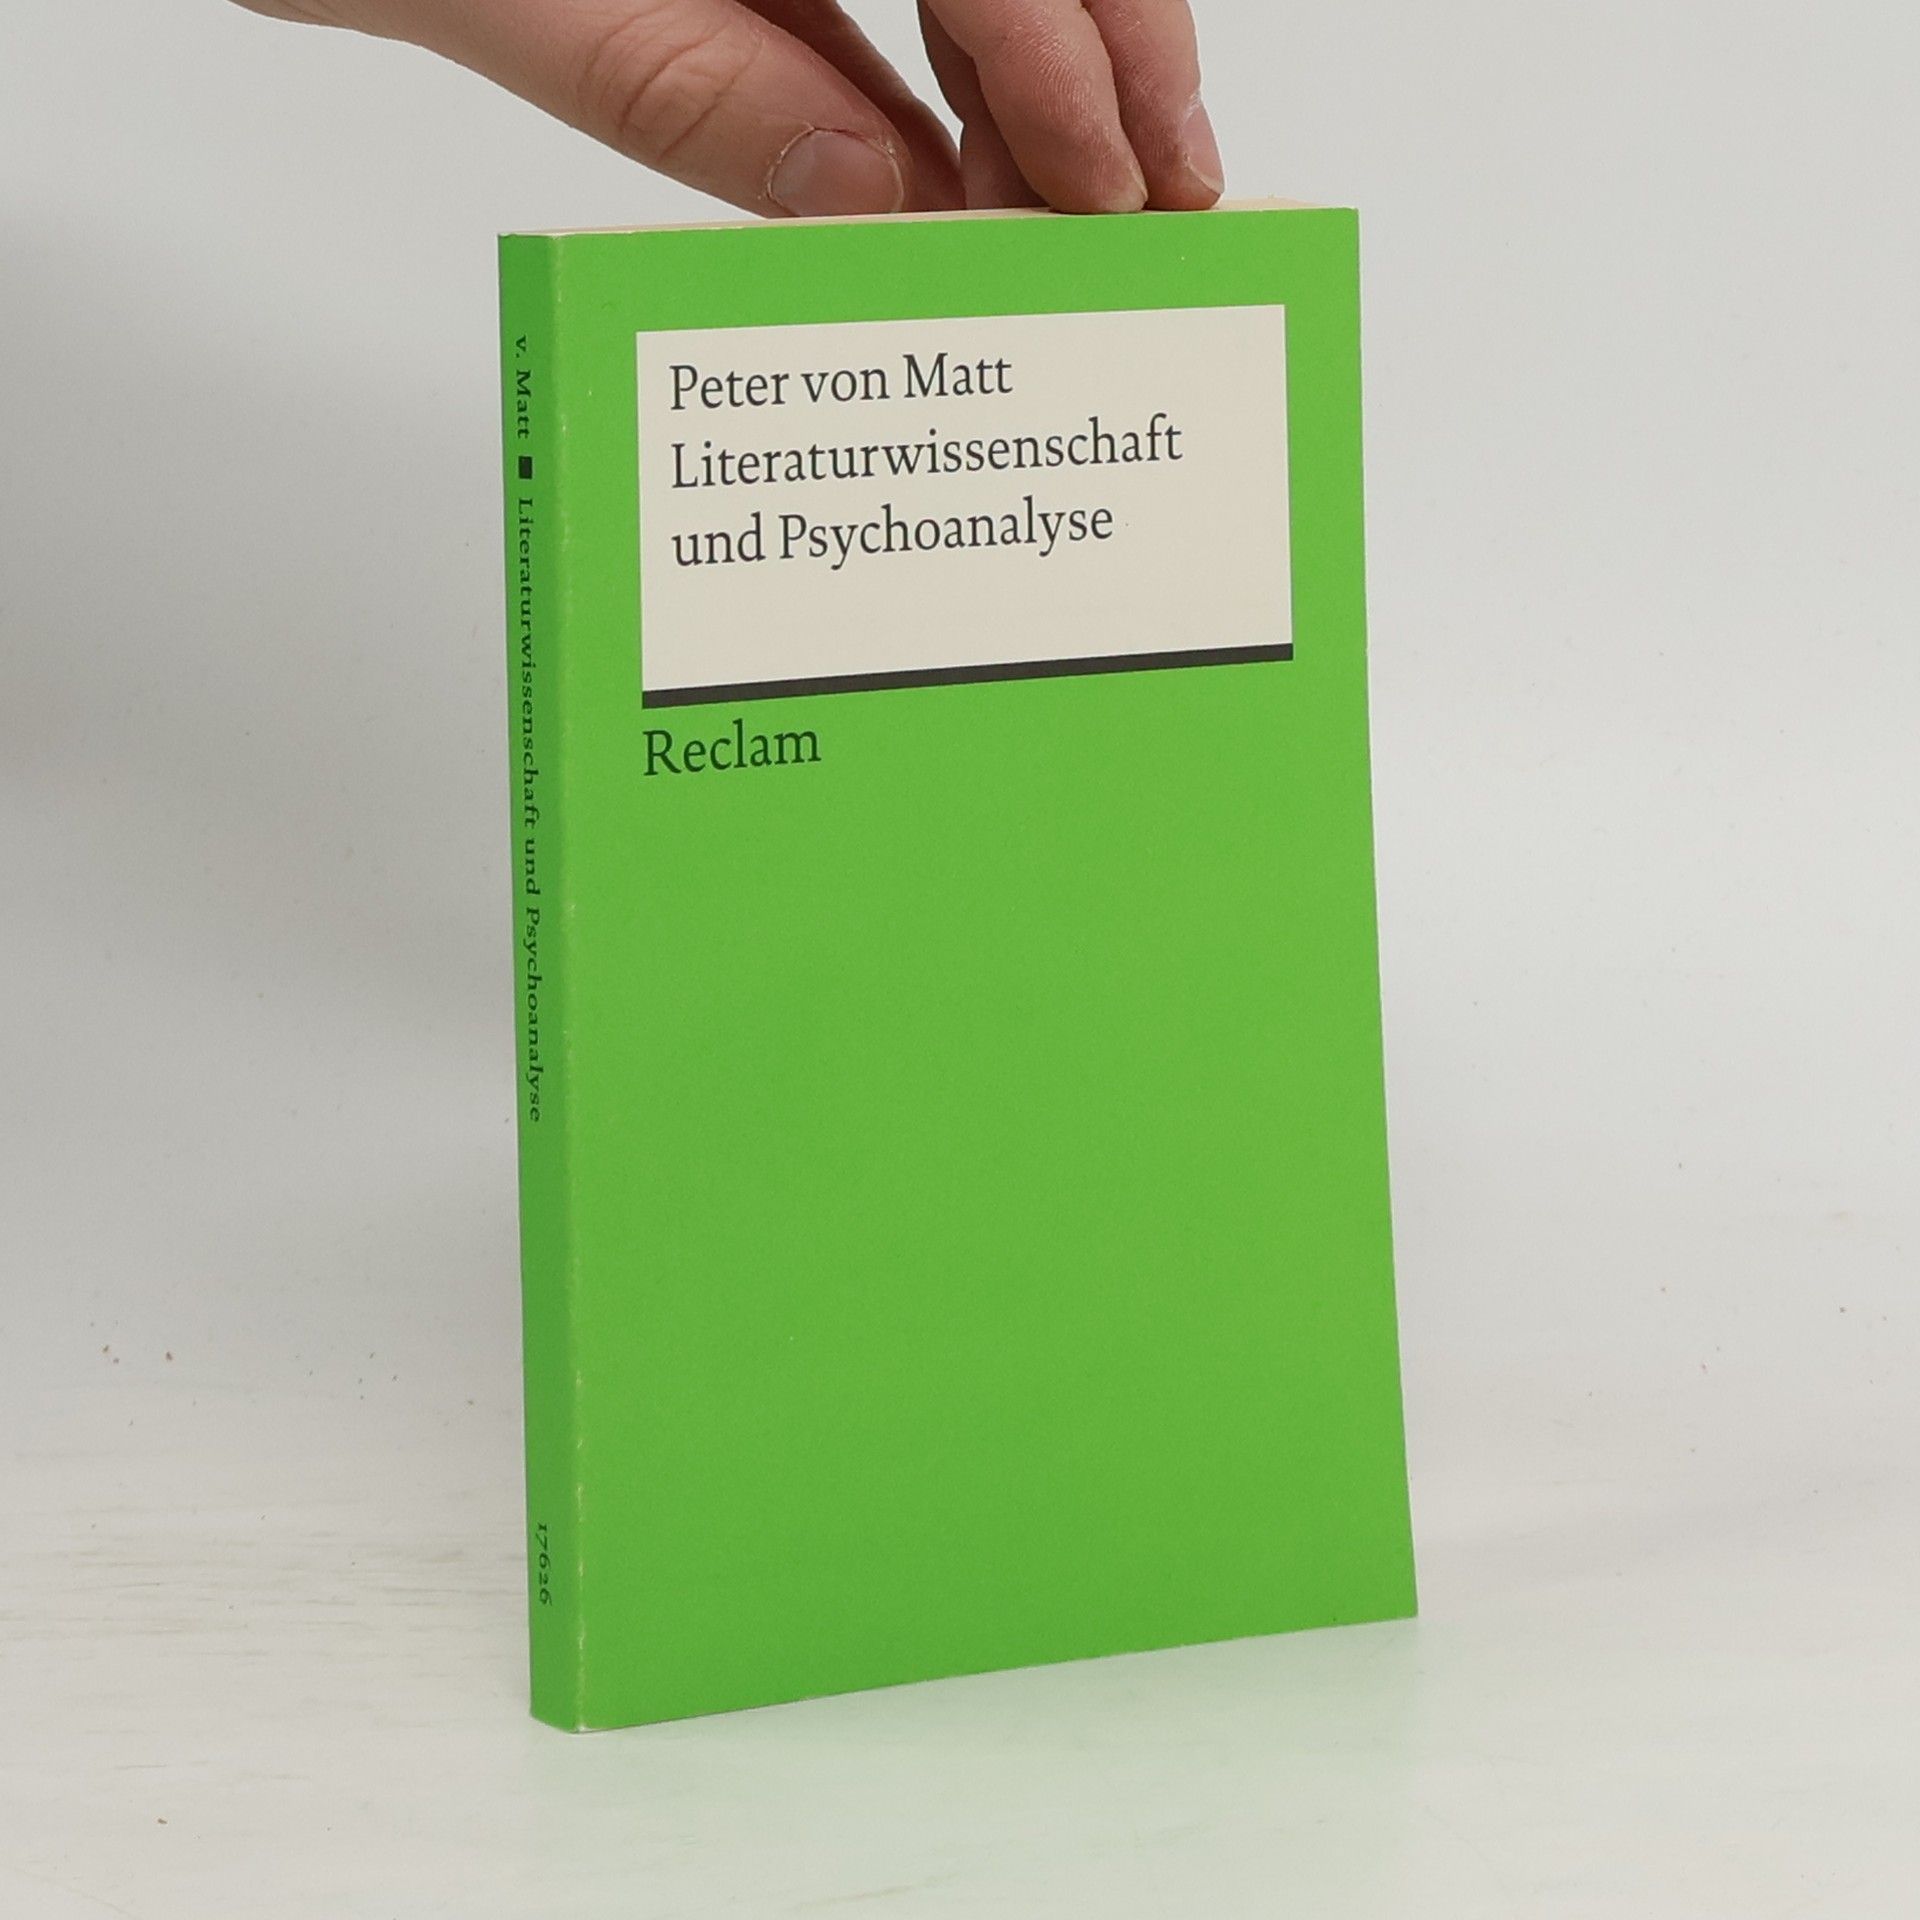 Peter von Matt
Literaturwissenschaft
und Psychoanalyse
Reclam
v. Matt ■ Literaturwissenschaft und Psychoanalyse
17626